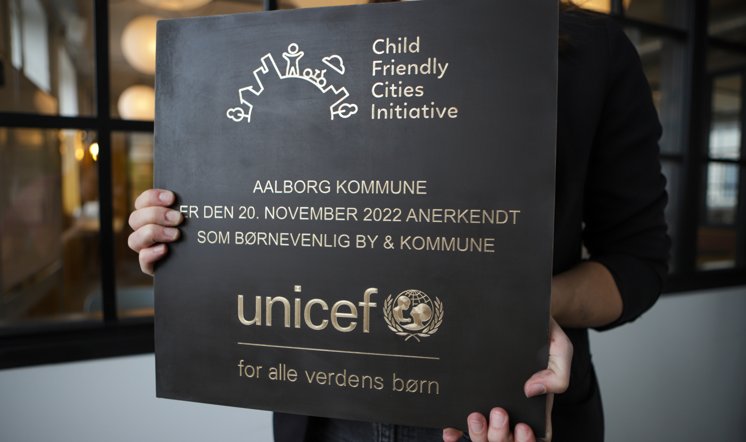 Child
Friendly
Cities
Initiative
AALBORG KOMMUNE
ER DEN 20. NOVEMBER 2022 ANERKENDT
SOM BØRNEVENLIG BY & KOMMUNE
unicef
for alle verdens børn